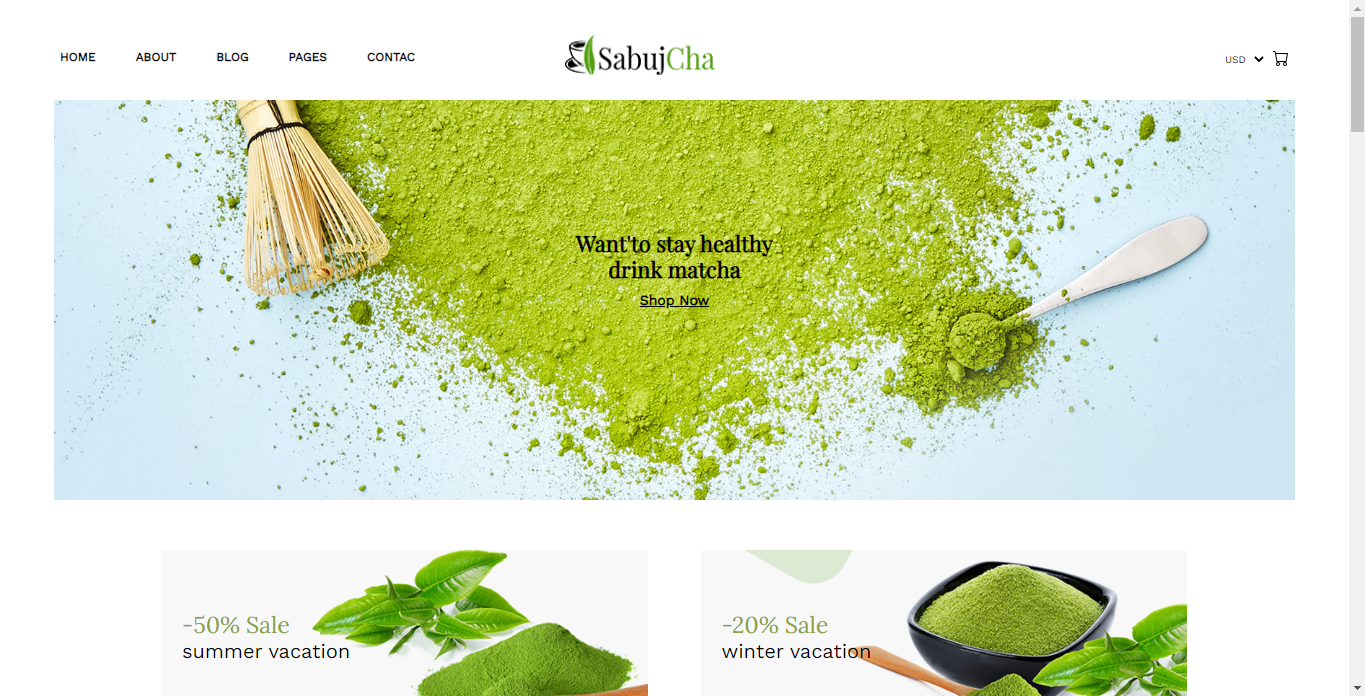 HOME ABOUT BLOG PAGES CONTAC
SabujCha
USD
Want'to stay healthy
drink matcha
Shop Now
-50% Sale
summer vacation
-20% Sale
winter vacation